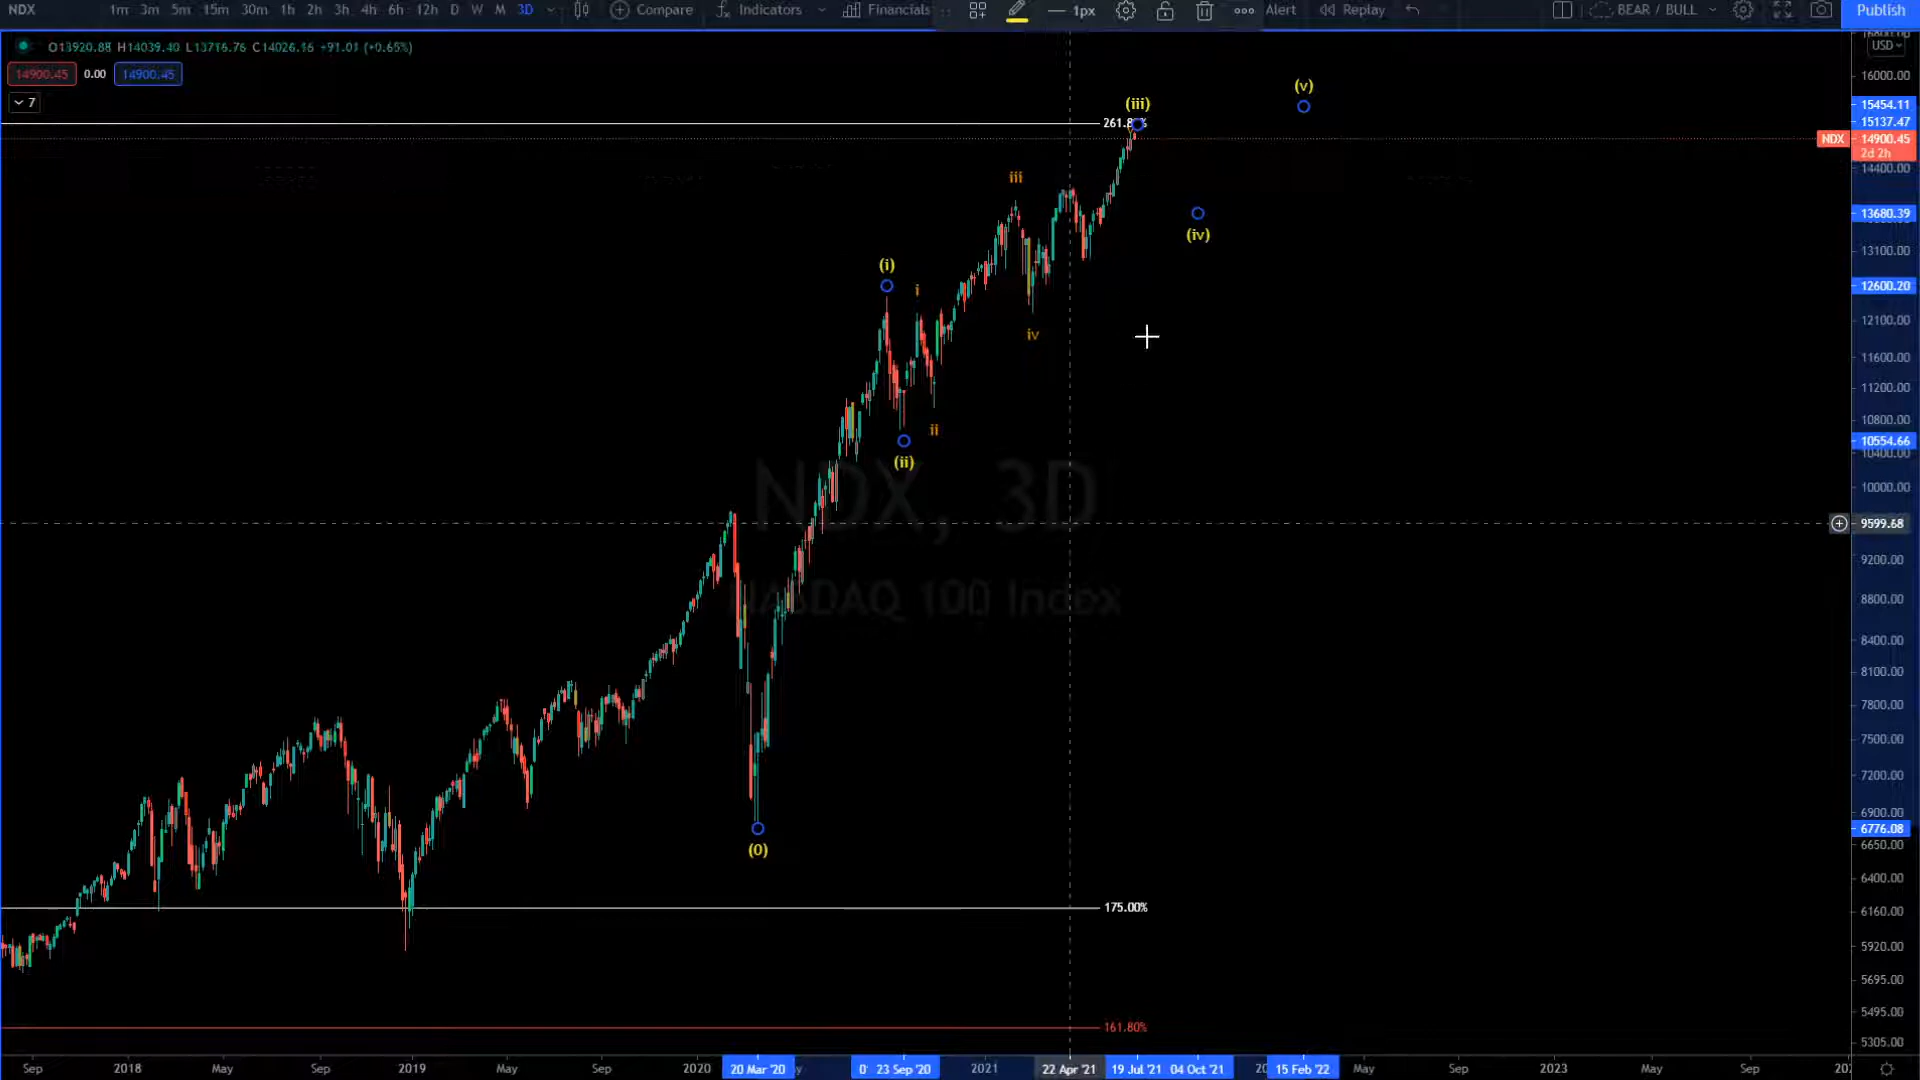 NDX 1m 3m 5m 15m 30m 1h 2h 3h 4h 6h 12h D W M 3D Compare Indicators Financials 1px Alert Replay BEAR / BULL Publish
O13920.88 H14039.40 L13716.76 C14026.16 +91.01 (+0.65%)
USD
14900.45 0.00 14900.45
16000.00
7
(v)
(iii)
15454.11
261.8
15137.47
NDX 14900.45
2d 2h
14400.00
iii
13680.39
(iv)
13100.00
(i)
i
12600.20
12100.00
iv
11600.00
11200.00
10800.00
ii
10554.66
10400.00
(ii)
NDX, 3D
10000.00
9599.68
9200.00
NASDAQ 100 Index
8800.00
8400.00
8100.00
7800.00
7500.00
7200.00
6900.00
6776.08
(0)
6650.00
6400.00
175.00%
6160.00
5920.00
5695.00
5495.00
161.80%
5305.00
Sep 2018 May Sep 2019 May Sep 2020 20 Mar '20 23 Sep '20 2021 22 Apr '21 19 Jul '21 04 Oct '21 15 Feb '22 May Sep 2023 May Sep